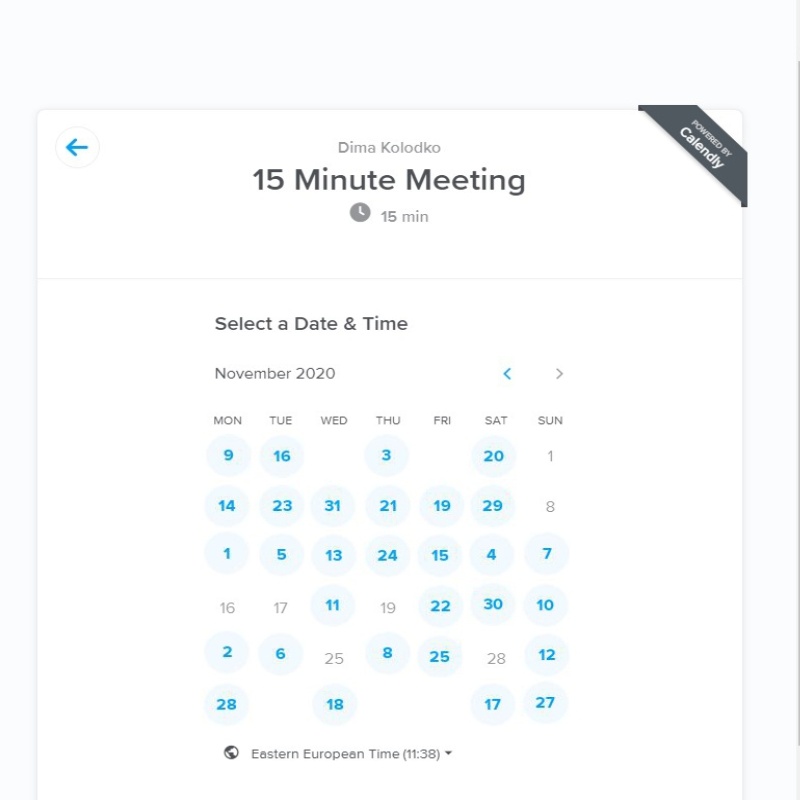 POWERED BY
Calendly
Dima Kolodko
15 Minute Meeting
15 min
Select a Date & Time
November 2020
MON TUE WED THU FRI SAT SUN
9 16 3 20 1
14 23 31 21 19 29 8
1 5 13 24 15 4 7
16 17 11 19 22 30 10
2 6 25 8 25 28 12
28 18 17 27
Eastern European Time (11:38)